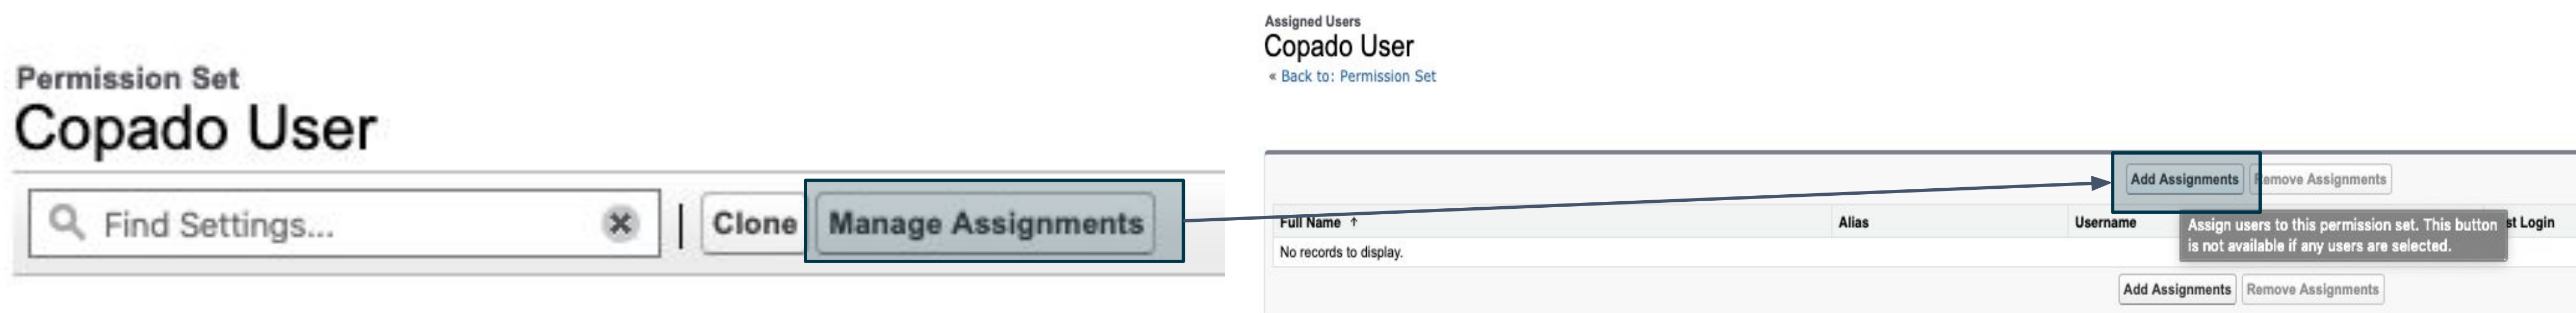 Permission Set
Copado User
Find Settings...
Clone
Manage Assignments
Assigned Users
Copado User
« Back to: Permission Set
Add Assignments
Remove Assignments
Full Name ↑
Alias
Username
st Login
Assign users to this permission set. This button
is not available if any users are selected.
No records to display.
Add Assignments
Remove Assignments